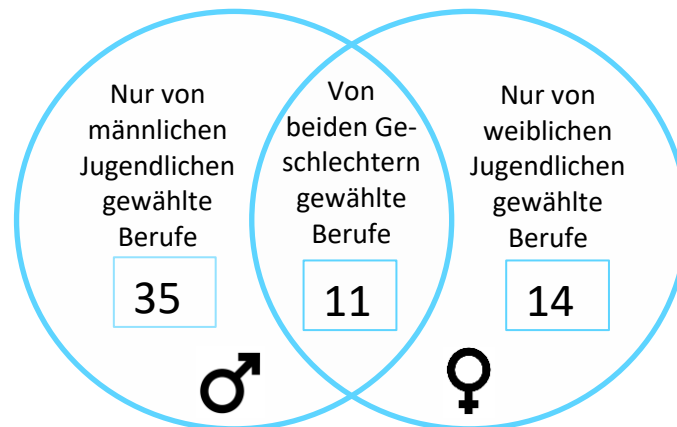 Nur von
männlichen
Jugendlichen
gewählte
Berufe
35
Von
beiden Ge-
schlechtern
gewählte
Berufe
11
Nur von
weiblichen
Jugendlichen
gewählte
Berufe
14